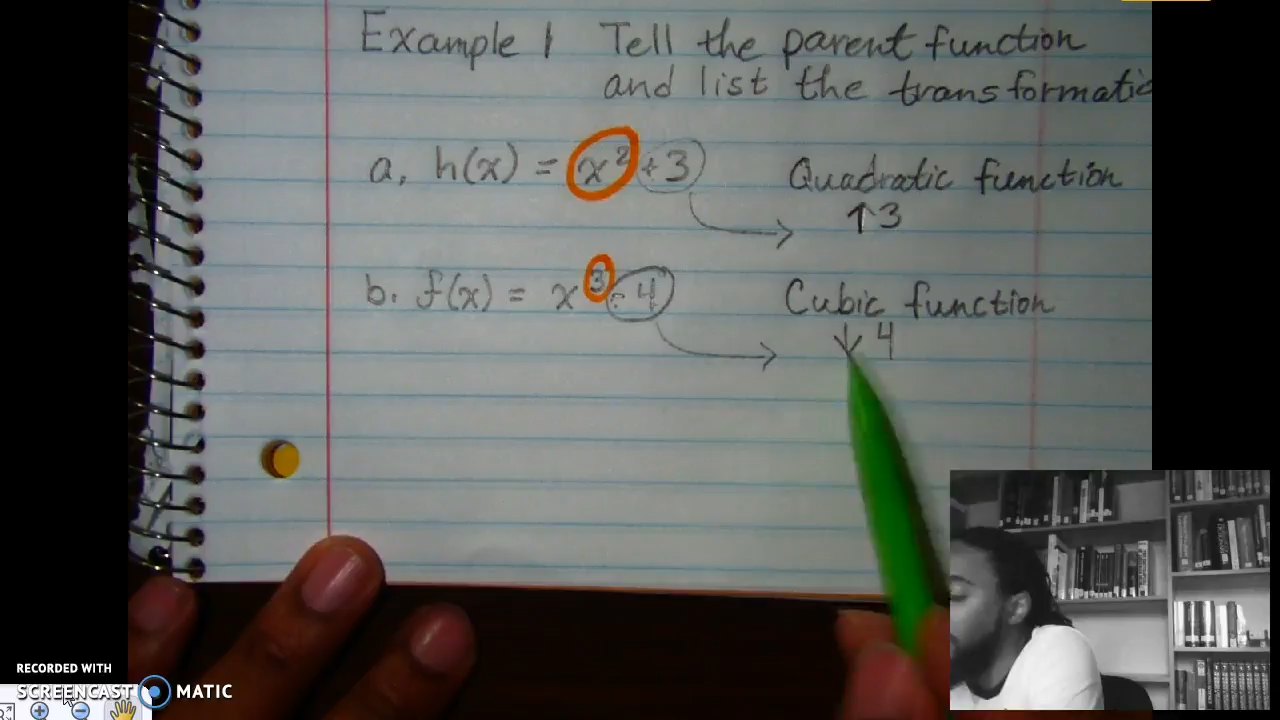 Example 1 Tell the parent function
and list the transformatio
a. h(x) = x² + 3 Quadratic function
↑3
b. f(x) = x³ - 4 Cubic function
↓4
RECORDED WITH
SCREENCAST MATIC